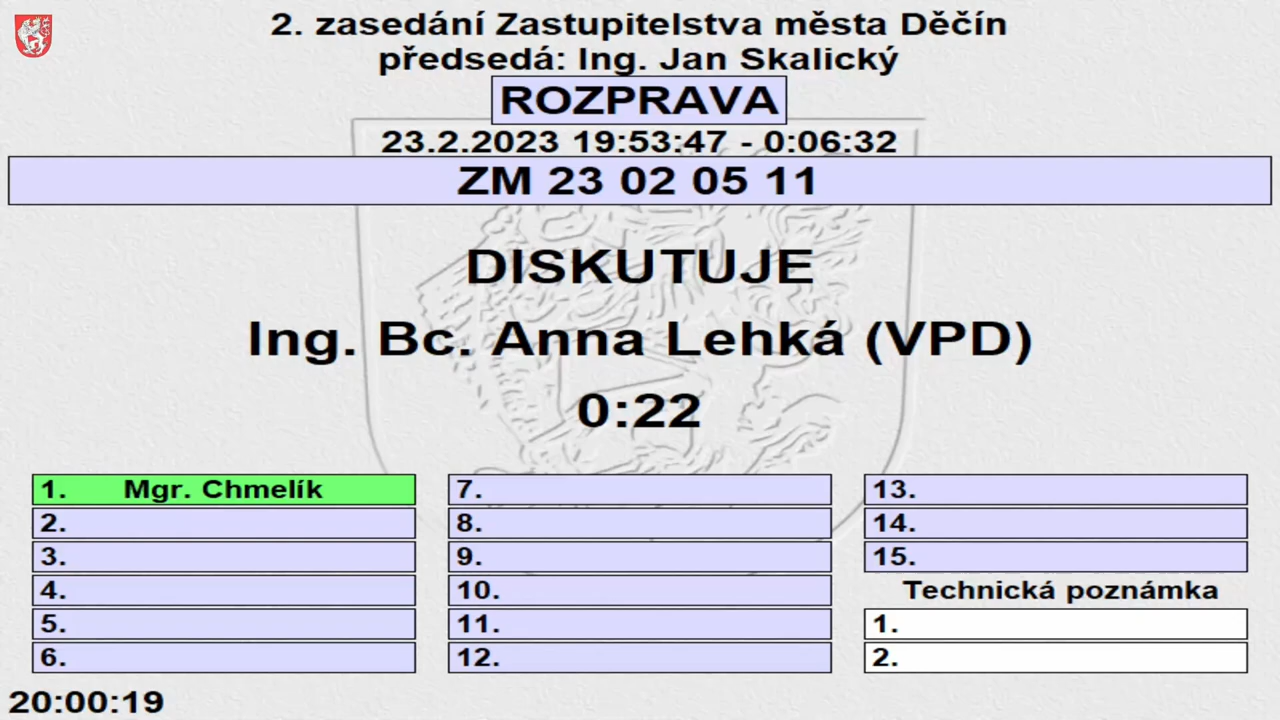 2. zasedání Zastupitelstva města Děčín
předsedá: Ing. Jan Skalický
ROZPRAVA
23.2.2023 19:53:47 - 0:06:32
ZM 23 02 05 11
DISKUTUJE
Ing. Bc. Anna Lehká (VPD)
0:22
1. Mgr. Chmelík
2.
3.
4.
5.
6.
7.
8.
9.
10.
11.
12.
13.
14.
15.
Technická poznámka
1.
2.
20:00:19